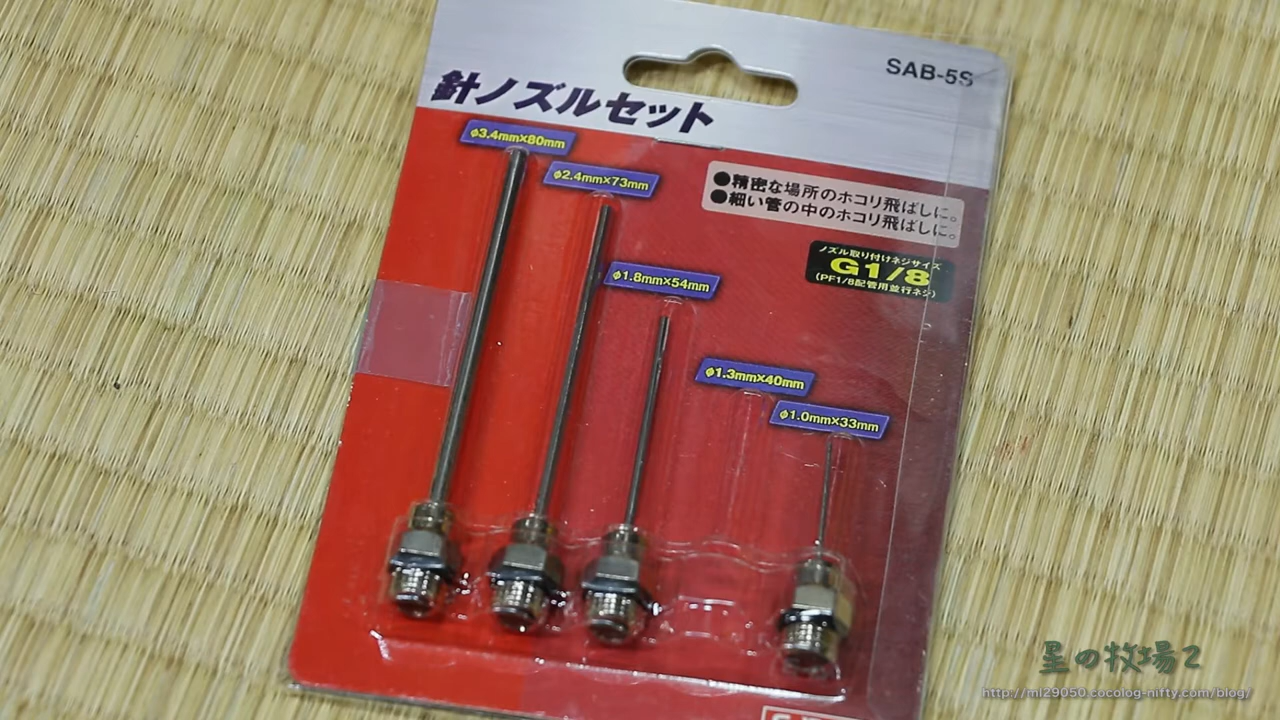 SAB-5S
針ノズルセット
φ3.4mm×80mm
φ2.4mm×73mm
●精密な場所のホコリ飛ばしに。
●細い管の中のホコリ飛ばしに。
ノズル取り付けネジサイズ
G1/8
(PF1/8配管用並行ネジ)
φ1.8mm×54mm
φ1.3mm×40mm
φ1.0mm×33mm
星の牧場2
http://ml29050.cocolog-nifty.com/blog/